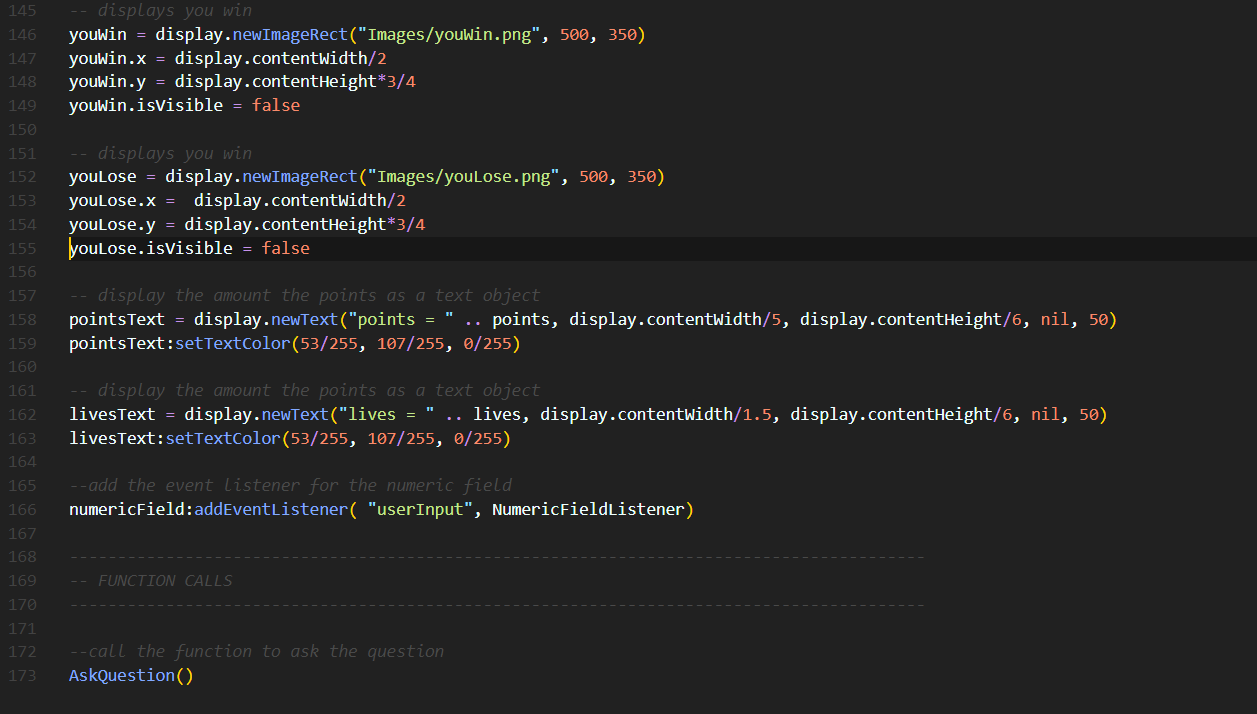 145 -- displays you win
146 youWin = display.newImageRect("Images/youWin.png", 500, 350)
147 youWin.x = display.contentWidth/2
148 youWin.y = display.contentHeight*3/4
149 youWin.isVisible = false
150
151 -- displays you win
152 youLose = display.newImageRect("Images/youLose.png", 500, 350)
153 youLose.x =  display.contentWidth/2
154 youLose.y = display.contentHeight*3/4
155 youLose.isVisible = false
156
157 -- display the amount the points as a text object
158 pointsText = display.newText("points = " .. points, display.contentWidth/5, display.contentHeight/6, nil, 50)
159 pointsText:setTextColor(53/255, 107/255, 0/255)
160
161 -- display the amount the points as a text object
162 livesText = display.newText("lives = " .. lives, display.contentWidth/1.5, display.contentHeight/6, nil, 50)
163 livesText:setTextColor(53/255, 107/255, 0/255)
164
165 --add the event listener for the numeric field
166 numericField:addEventListener( "userInput", NumericFieldListener)
167
168 -----------------------------------------------------------------------------------------
169 -- FUNCTION CALLS
170 -----------------------------------------------------------------------------------------
171
172 --call the function to ask the question
173 AskQuestion()